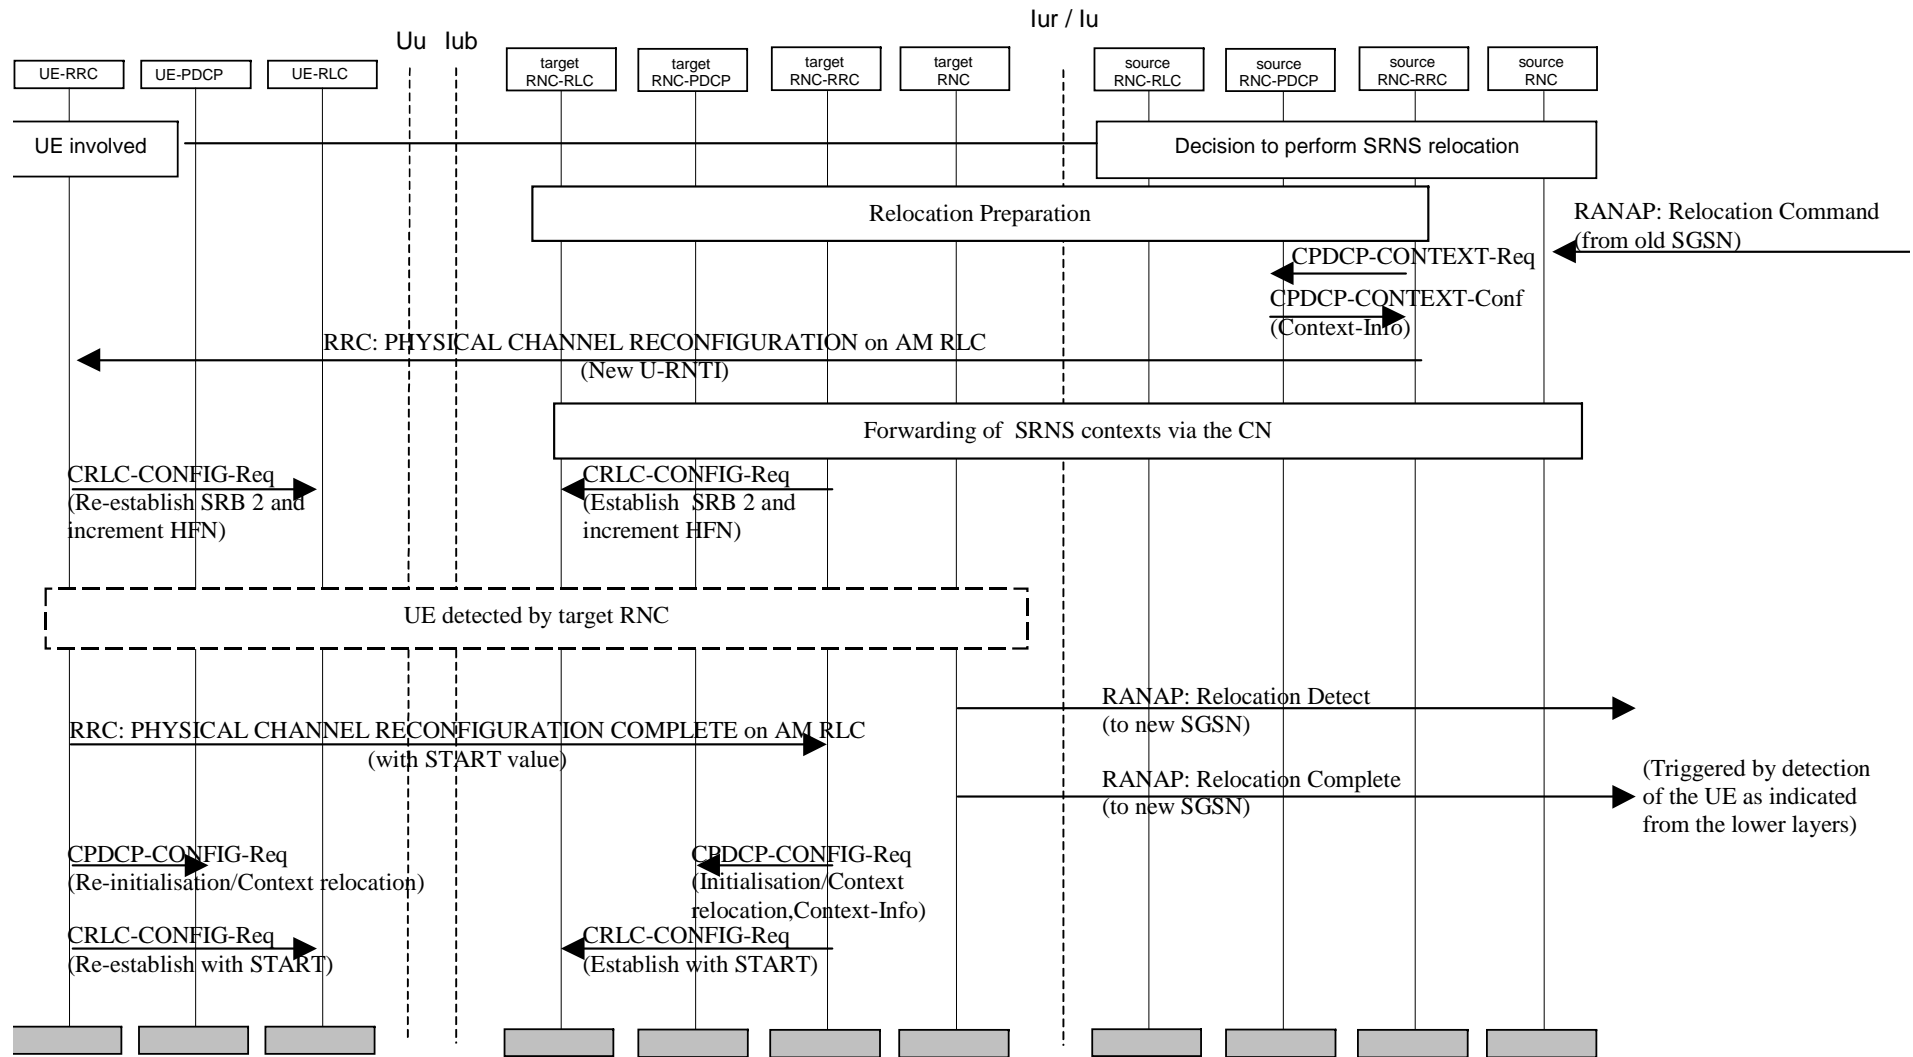 Iur / Iu
Uu
Iub
UE-RRC
UE-PDCP
UE-RLC
target
RNC-RLC
target
RNC-PDCP
target
RNC-RRC
target
RNC
source
RNC-RLC
source
RNC-PDCP
source
RNC-RRC
source
RNC
UE involved
Decision to perform SRNS relocation
Relocation Preparation
RANAP: Relocation Command
(from old SGSN)
CPDCP-CONTEXT-Req
CPDCP-CONTEXT-Conf
(Context-Info)
RRC: PHYSICAL CHANNEL RECONFIGURATION on AM RLC
(New U-RNTI)
Forwarding of SRNS contexts via the CN
CRLC-CONFIG-Req
(Re-establish SRB 2 and
increment HFN)
CRLC-CONFIG-Req
(Establish SRB 2 and
increment HFN)
UE detected by target RNC
RANAP: Relocation Detect
(to new SGSN)
RRC: PHYSICAL CHANNEL RECONFIGURATION COMPLETE on AM RLC
(with START value)
RANAP: Relocation Complete
(to new SGSN)
(Triggered by detection
of the UE as indicated
from the lower layers)
CPDCP-CONFIG-Req
(Re-initialisation/Context relocation)
CPDCP-CONFIG-Req
(Initialisation/Context
relocation,Context-Info)
CRLC-CONFIG-Req
(Re-establish with START)
CRLC-CONFIG-Req
(Establish with START)